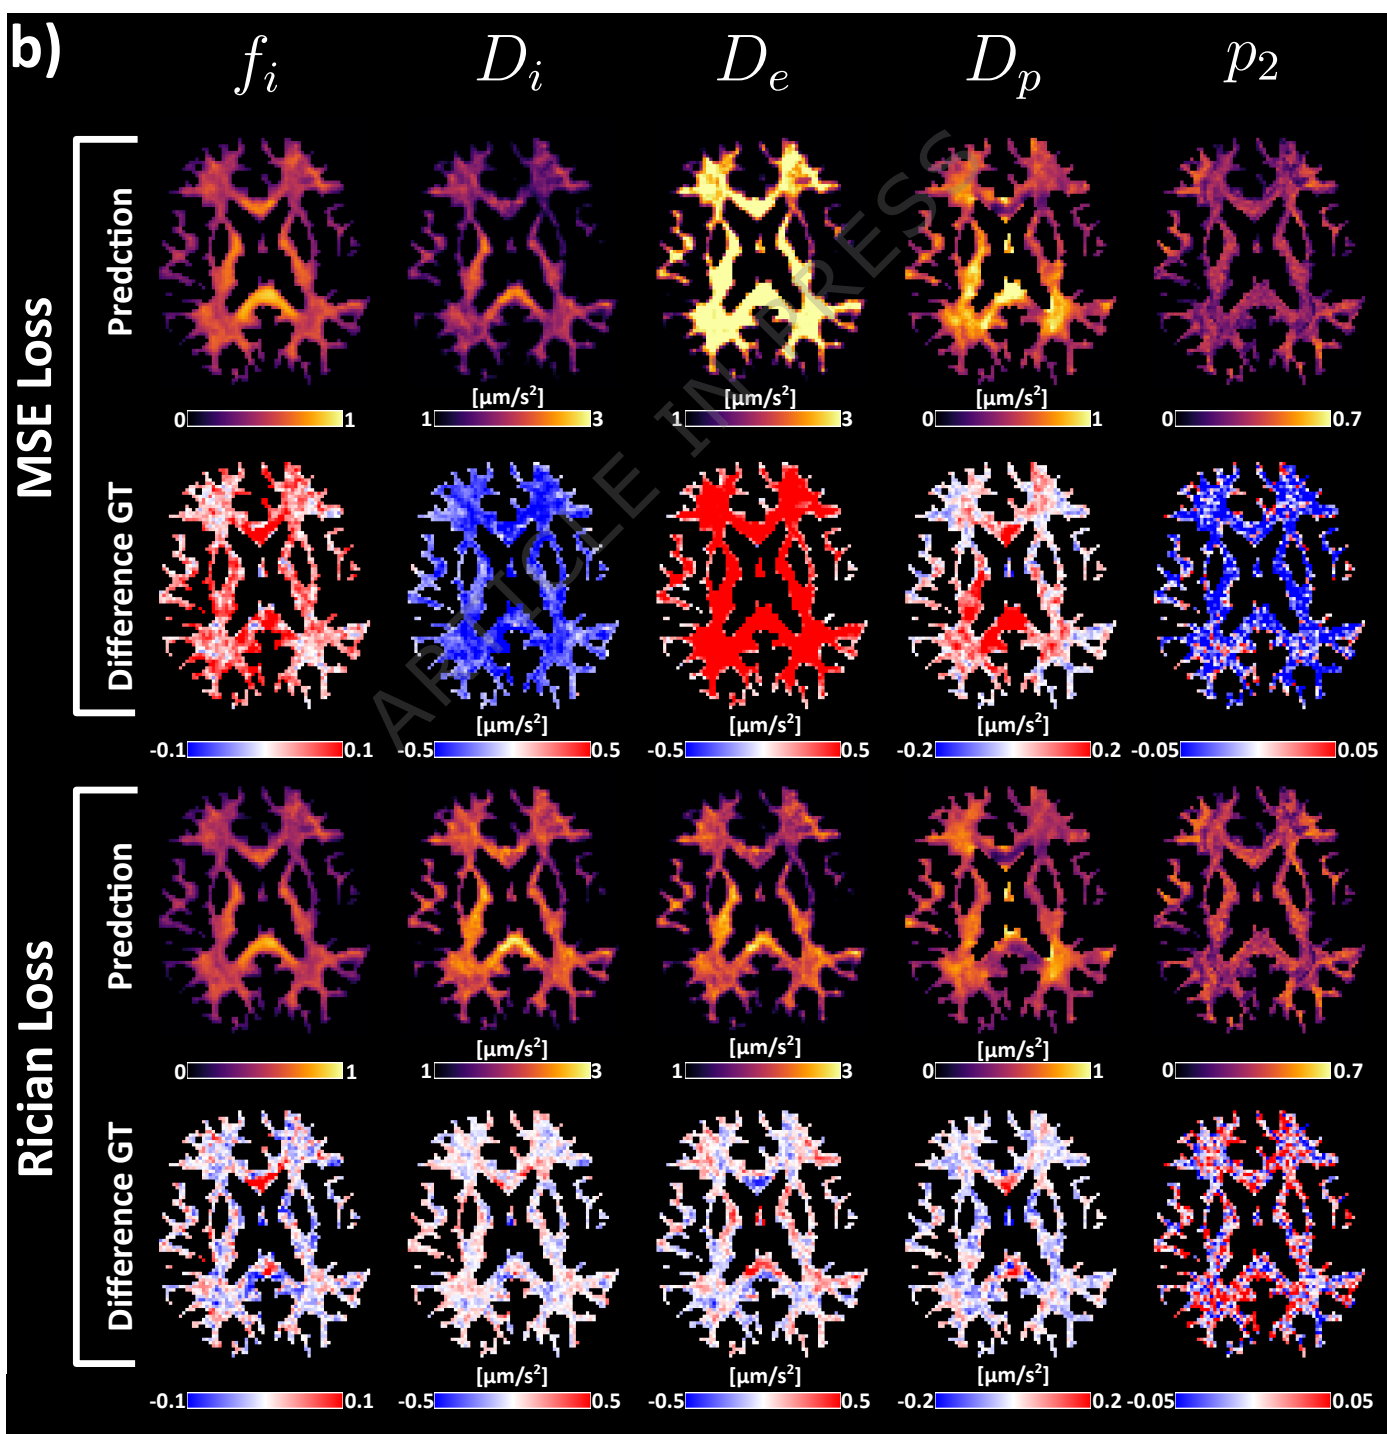 b)
f_i D_i D_e D_p p_2
MSE Loss
Predction
[µm/s²] [µm/s²] [µm/s²]
0 1 1 3 1 3 0 1 0 0.7
Difference GT
[µm/s²] [µm/s²] [µm/s²]
-0.1 0.1 -0.5 0.5 -0.5 0.5 -0.2 0.2 -0.05 0.05
Rician Loss
Predction
[µm/s²] [µm/s²] [µm/s²]
0 1 1 3 1 3 0 1 0 0.7
Difference GT
[µm/s²] [µm/s²] [µm/s²]
-0.1 0.1 -0.5 0.5 -0.5 0.5 -0.2 0.2 -0.05 0.05
ARTICLE IN PRESS